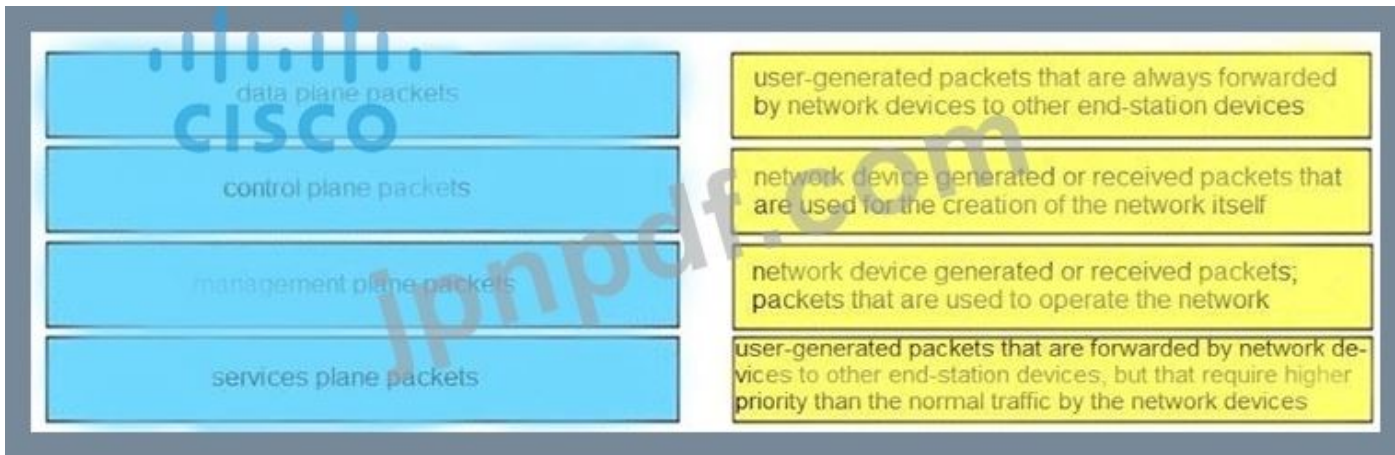 CISCO
data plane packets
control plane packets
management plane packets
services plane packets
user-generated packets that are always forwarded
by network devices to other end-station devices
network device generated or received packets that
are used for the creation of the network itself
network device generated or received packets;
packets that are used to operate the network
user-generated packets that are forwarded by network de-
vices to other end-station devices, but that require higher
priority than the normal traffic by the network devices
jpnpdf.com